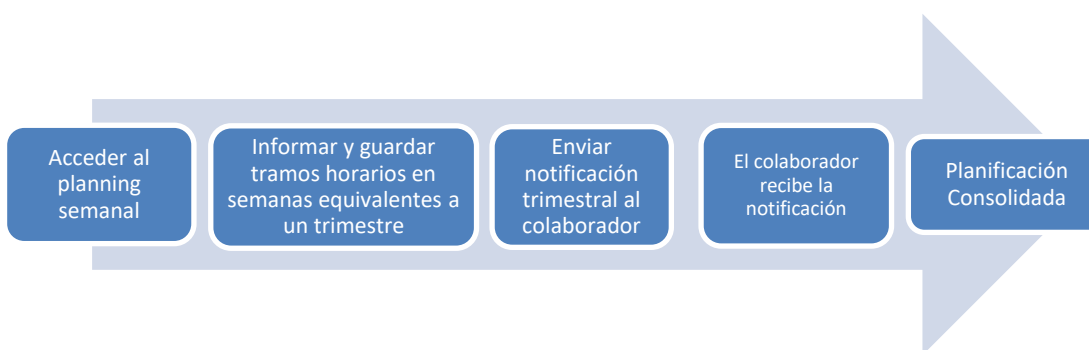 Acceder al
planning
semanal
Informar y guardar
tramos horarios en
semanas equivalentes a
un trimestre
Enviar
notificación
trimestral al
colaborador
El colaborador
recibe la
notificación
Planificación
Consolidada